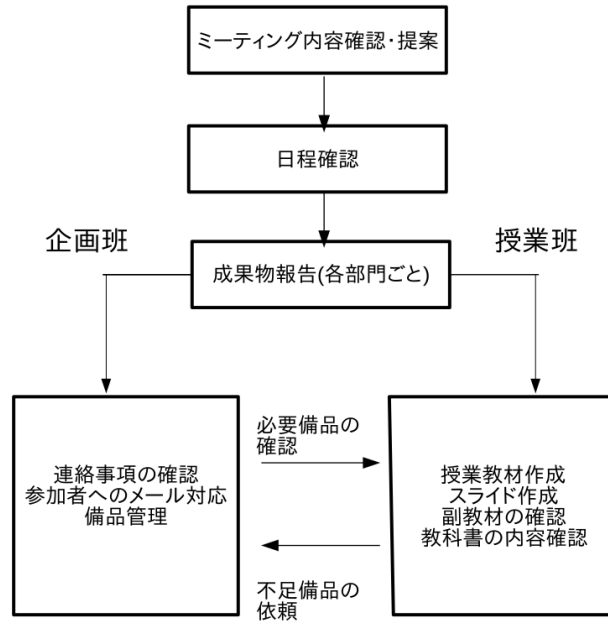 ミーティング内容確認・提案
日程確認
企画班
授業班
成果物報告(各部門ごと)
必要備品の
確認
連絡事項の確認
参加者へのメール対応
備品管理
授業教材作成
スライド作成
副教材の確認
教科書の内容確認
不足備品の
依頼